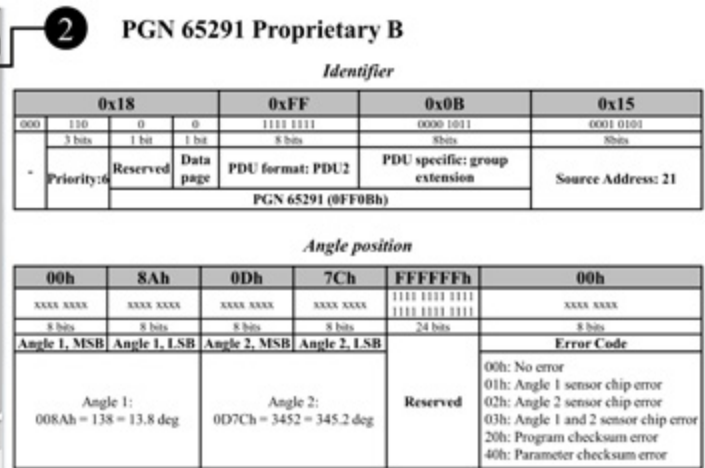 2 PGN 65291 Proprietary B
Identifier
0x18 0xFF 0x0B 0x15
000 110 0 0 1111 1111 0000 1011 0001 0101
3 bits 1 bit 1 bit 8 bits 8bits 8bits
- Priority:6 Reserved Data page PDU format: PDU2 PDU specific: group extension Source Address: 21
PGN 65291 (0FF0Bh)
Angle position
00h 8Ah 0Dh 7Ch FFFFFFh 00h
xxxx xxxx xxxx xxxx xxxx xxxx xxxx xxxx 1111 1111 1111 xxxx xxxx
1111 1111 1111
8 bits 8 bits 8 bits 8 bits 24 bits 8 bits
Angle 1, MSB Angle 1, LSB Angle 2, MSB Angle 2, LSB Reserved Error Code
Angle 1:
008Ah = 138 = 13.8 deg
Angle 2:
0D7Ch = 3452 = 345.2 deg
00h: No error
01h: Angle 1 sensor chip error
02h: Angle 2 sensor chip error
03h: Angle 1 and 2 sensor chip error
20h: Program checksum error
40h: Parameter checksum error